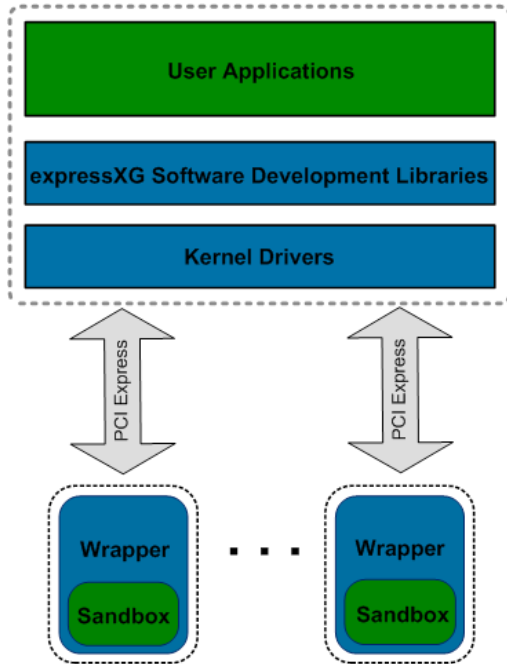 User Applications
expressXG Software Development Libraries
Kernel Drivers
PCI Express
PCI Express
Wrapper
Sandbox
Wrapper
Sandbox